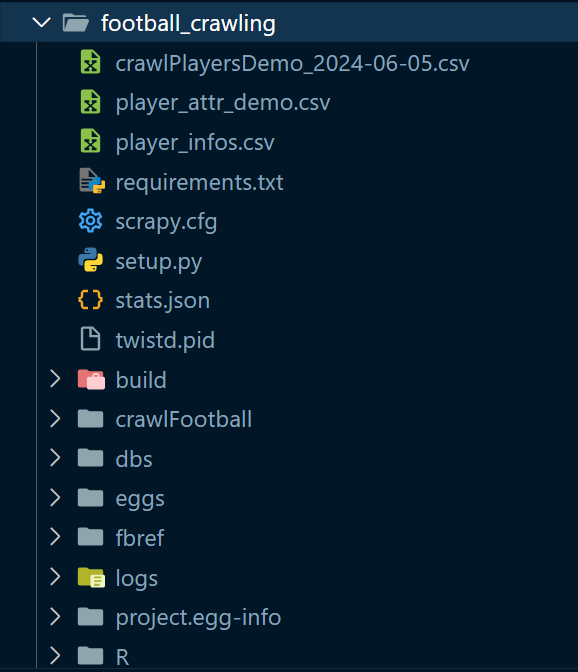 football_crawling
crawlPlayersDemo_2024-06-05.csv
player_attr_demo.csv
player_infos.csv
requirements.txt
scrapy.cfg
setup.py
stats.json
twistd.pid
build
crawlFootball
dbs
eggs
fbref
logs
project.egg-info
R